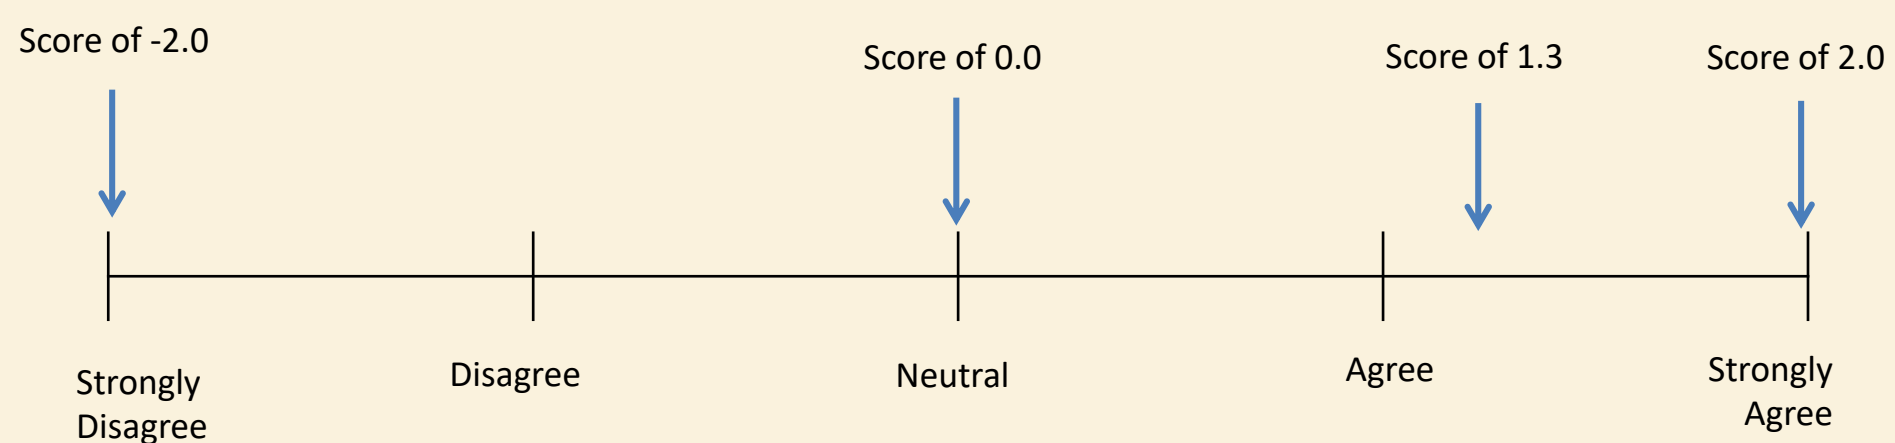 Score of -2.0
Score of 0.0
Score of 1.3
Score of 2.0
Strongly
Disagree
Disagree
Neutral
Agree
Strongly
Agree